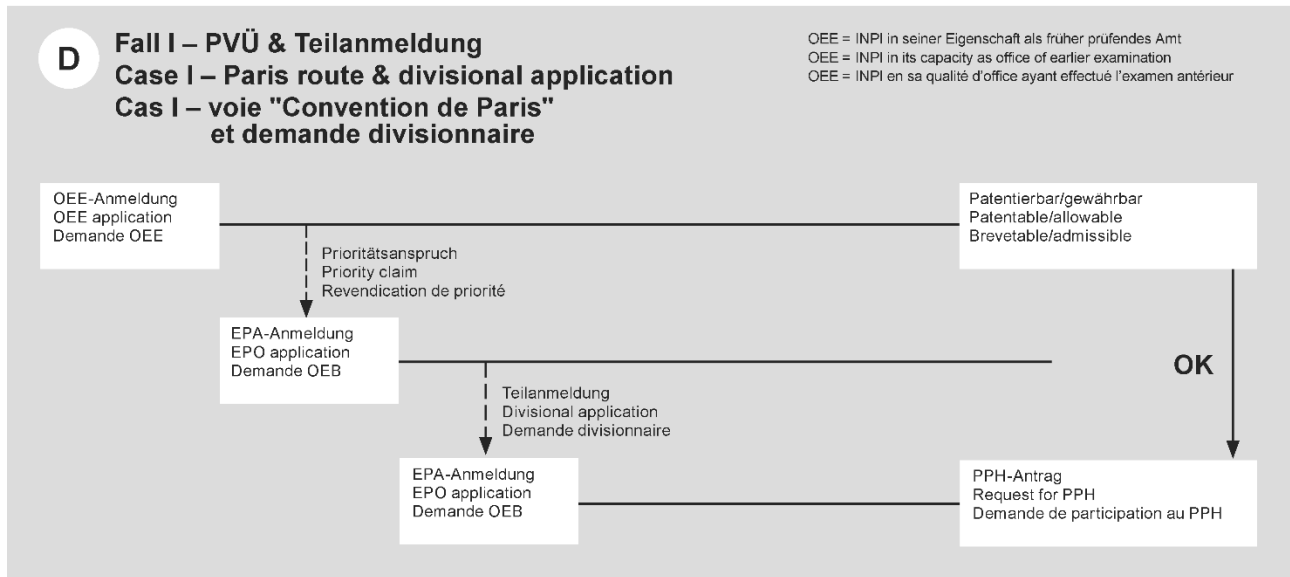 D
Fall I – PVÜ & Teilanmeldung
Case I – Paris route & divisional application
Cas I – voie "Convention de Paris"
et demande divisionnaire
OEE = INPI in seiner Eigenschaft als früher prüfendes Amt
OEE = INPI in its capacity as office of earlier examination
OEE = INPI en sa qualité d'office ayant effectué l'examen antérieur
OEE-Anmeldung
OEE application
Demande OEE
Patentierbar/gewährbar
Patentable/allowable
Brevetable/admissible
Prioritätsanspruch
Priority claim
Revendication de priorité
EPA-Anmeldung
EPO application
Demande OEB
OK
Teilanmeldung
Divisional application
Demande divisionnaire
EPA-Anmeldung
EPO application
Demande OEB
PPH-Antrag
Request for PPH
Demande de participation au PPH